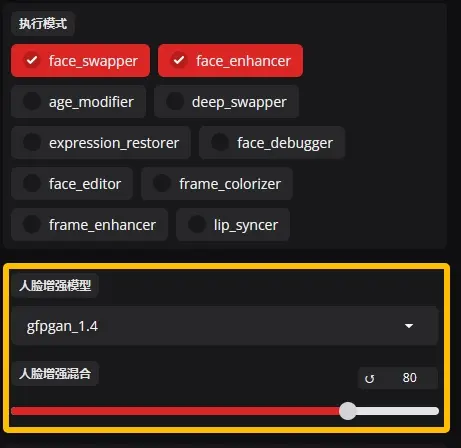 执行模式
face_swapper face_enhancer
age_modifier deep_swapper
expression_restorer face_debugger
face_editor frame_colorizer
frame_enhancer lip_syncer
人脸增强模型
gfpgan_1.4
人脸增强混合 ↺ 80